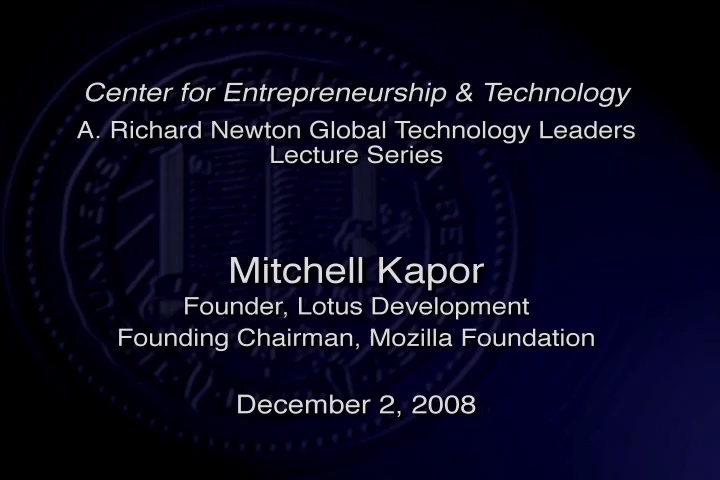 Center for Entrepreneurship & Technology
A. Richard Newton Global Technology Leaders
Lecture Series
Mitchell Kapor
Founder, Lotus Development
Founding Chairman, Mozilla Foundation
December 2, 2008